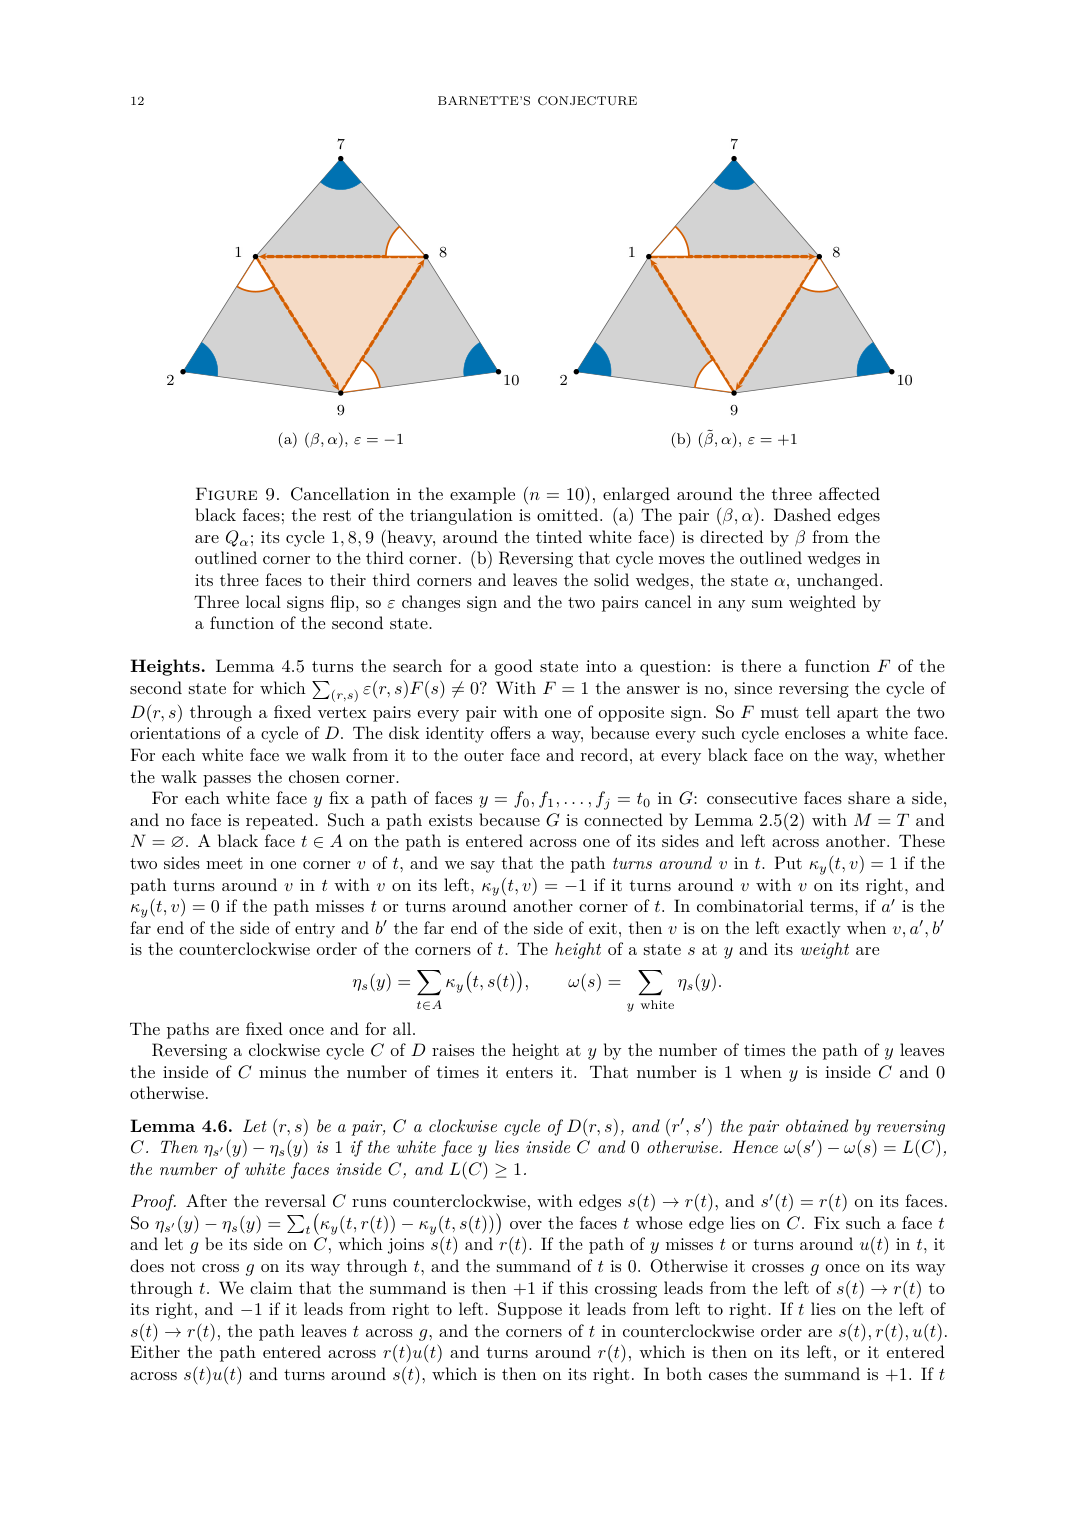 12 BARNETTE'S CONJECTURE
7 7
1 8 1 8
2 10 2 10
9 9
(a) (β, α), ε = −1 (b) (β̃, α), ε = +1
FIGURE 9. Cancellation in the example (n = 10), enlarged around the three affected
black faces; the rest of the triangulation is omitted. (a) The pair (β, α). Dashed edges
are Q_α; its cycle 1, 8, 9 (heavy, around the tinted white face) is directed by β from the
outlined corner to the third corner. (b) Reversing that cycle moves the outlined wedges in
its three faces to their third corners and leaves the solid wedges, the state α, unchanged.
Three local signs flip, so ε changes sign and the two pairs cancel in any sum weighted by
a function of the second state.
Heights. Lemma 4.5 turns the search for a good state into a question: is there a function F of the
second state for which ∑_(r,s) ε(r, s)F(s) ≠ 0? With F = 1 the answer is no, since reversing the cycle of
D(r, s) through a fixed vertex pairs every pair with one of opposite sign. So F must tell apart the two
orientations of a cycle of D. The disk identity offers a way, because every such cycle encloses a white face.
For each white face we walk from it to the outer face and record, at every black face on the way, whether
the walk passes the chosen corner.
For each white face y fix a path of faces y = f₀, f₁, . . . , f_j = t₀ in G: consecutive faces share a side,
and no face is repeated. Such a path exists because G is connected by Lemma 2.5(2) with M = T and
N = ∅. A black face t ∈ A on the path is entered across one of its sides and left across another. These
two sides meet in one corner v of t, and we say that the path turns around v in t. Put κ_y(t, v) = 1 if the
path turns around v in t with v on its left, κ_y(t, v) = −1 if it turns around v with v on its right, and
κ_y(t, v) = 0 if the path misses t or turns around another corner of t. In combinatorial terms, if a′ is the
far end of the side of entry and b′ the far end of the side of exit, then v is on the left exactly when v, a′, b′
is the counterclockwise order of the corners of t. The height of a state s at y and its weight are
η_s(y) = ∑_{t∈A} κ_y(t, s(t)), ω(s) = ∑_{y white} η_s(y).
The paths are fixed once and for all.
Reversing a clockwise cycle C of D raises the height at y by the number of times the path of y leaves
the inside of C minus the number of times it enters it. That number is 1 when y is inside C and 0
otherwise.
Lemma 4.6. Let (r, s) be a pair, C a clockwise cycle of D(r, s), and (r′, s′) the pair obtained by reversing
C. Then η_s′(y) − η_s(y) is 1 if the white face y lies inside C and 0 otherwise. Hence ω(s′) − ω(s) = L(C),
the number of white faces inside C, and L(C) ≥ 1.
Proof. After the reversal C runs counterclockwise, with edges s(t) → r(t), and s′(t) = r(t) on its faces.
So η_s′(y) − η_s(y) = ∑_t(κ_y(t, r(t)) − κ_y(t, s(t))) over the faces t whose edge lies on C. Fix such a face t
and let g be its side on C, which joins s(t) and r(t). If the path of y misses t or turns around u(t) in t, it
does not cross g on its way through t, and the summand of t is 0. Otherwise it crosses g once on its way
through t. We claim that the summand is then +1 if this crossing leads from the left of s(t) → r(t) to
its right, and −1 if it leads from right to left. Suppose it leads from left to right. If t lies on the left of
s(t) → r(t), the path leaves t across g, and the corners of t in counterclockwise order are s(t), r(t), u(t).
Either the path entered across r(t)u(t) and turns around r(t), which is then on its left, or it entered
across s(t)u(t) and turns around s(t), which is then on its right. In both cases the summand is +1. If t